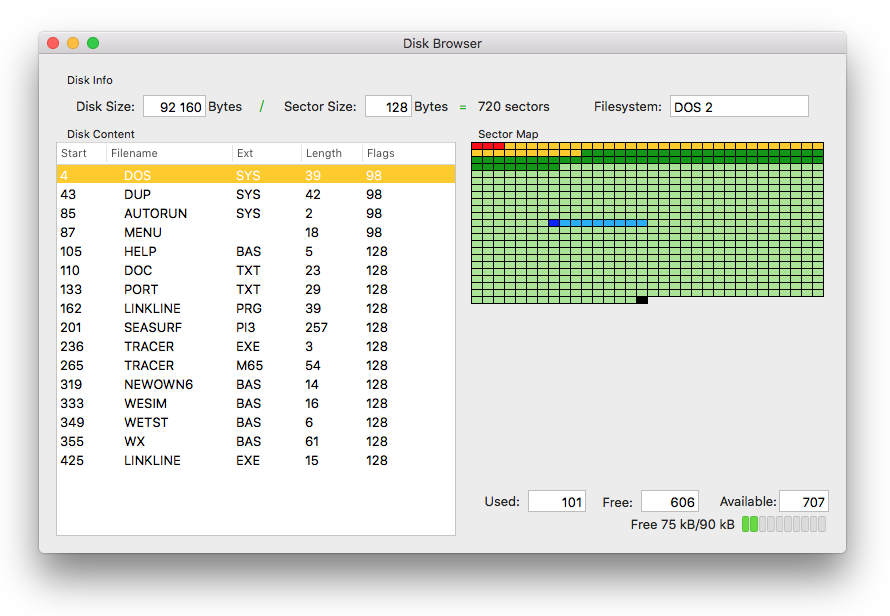 Disk Browser
Disk Info
Disk Size: 92 160 Bytes / Sector Size: 128 Bytes = 720 sectors Filesystem: DOS 2
Disk Content Sector Map
Start Filename Ext Length Flags
4 DOS SYS 39 98
43 DUP SYS 42 98
85 AUTORUN SYS 2 98
87 MENU 18 98
105 HELP BAS 5 128
110 DOC TXT 23 128
133 PORT TXT 29 128
162 LINKLINE PRG 39 128
201 SEASURF PI3 257 128
236 TRACER EXE 3 128
265 TRACER M65 54 128
319 NEWOWN6 BAS 14 128
333 WESIM BAS 16 128
349 WETST BAS 6 128
355 WX BAS 61 128
425 LINKLINE EXE 15 128
Used: 101 Free: 606 Available: 707
Free 75 kB/90 kB